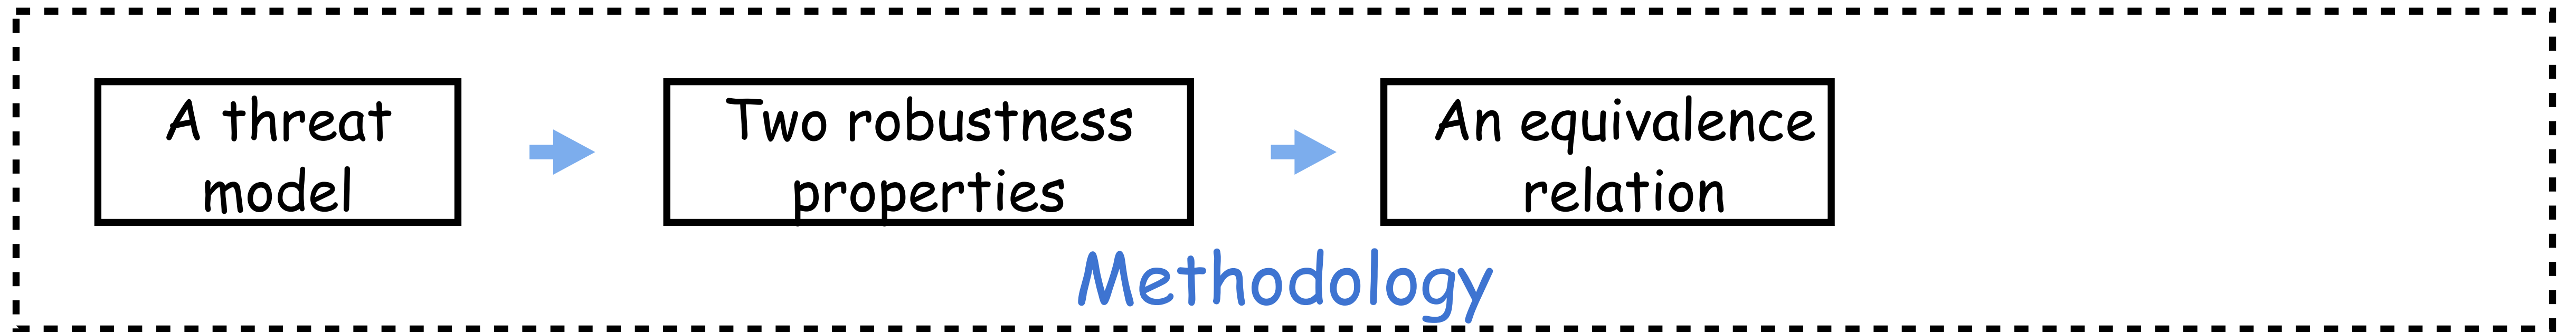 A threat
model
Two robustness
properties
An equivalence
relation
Methodology